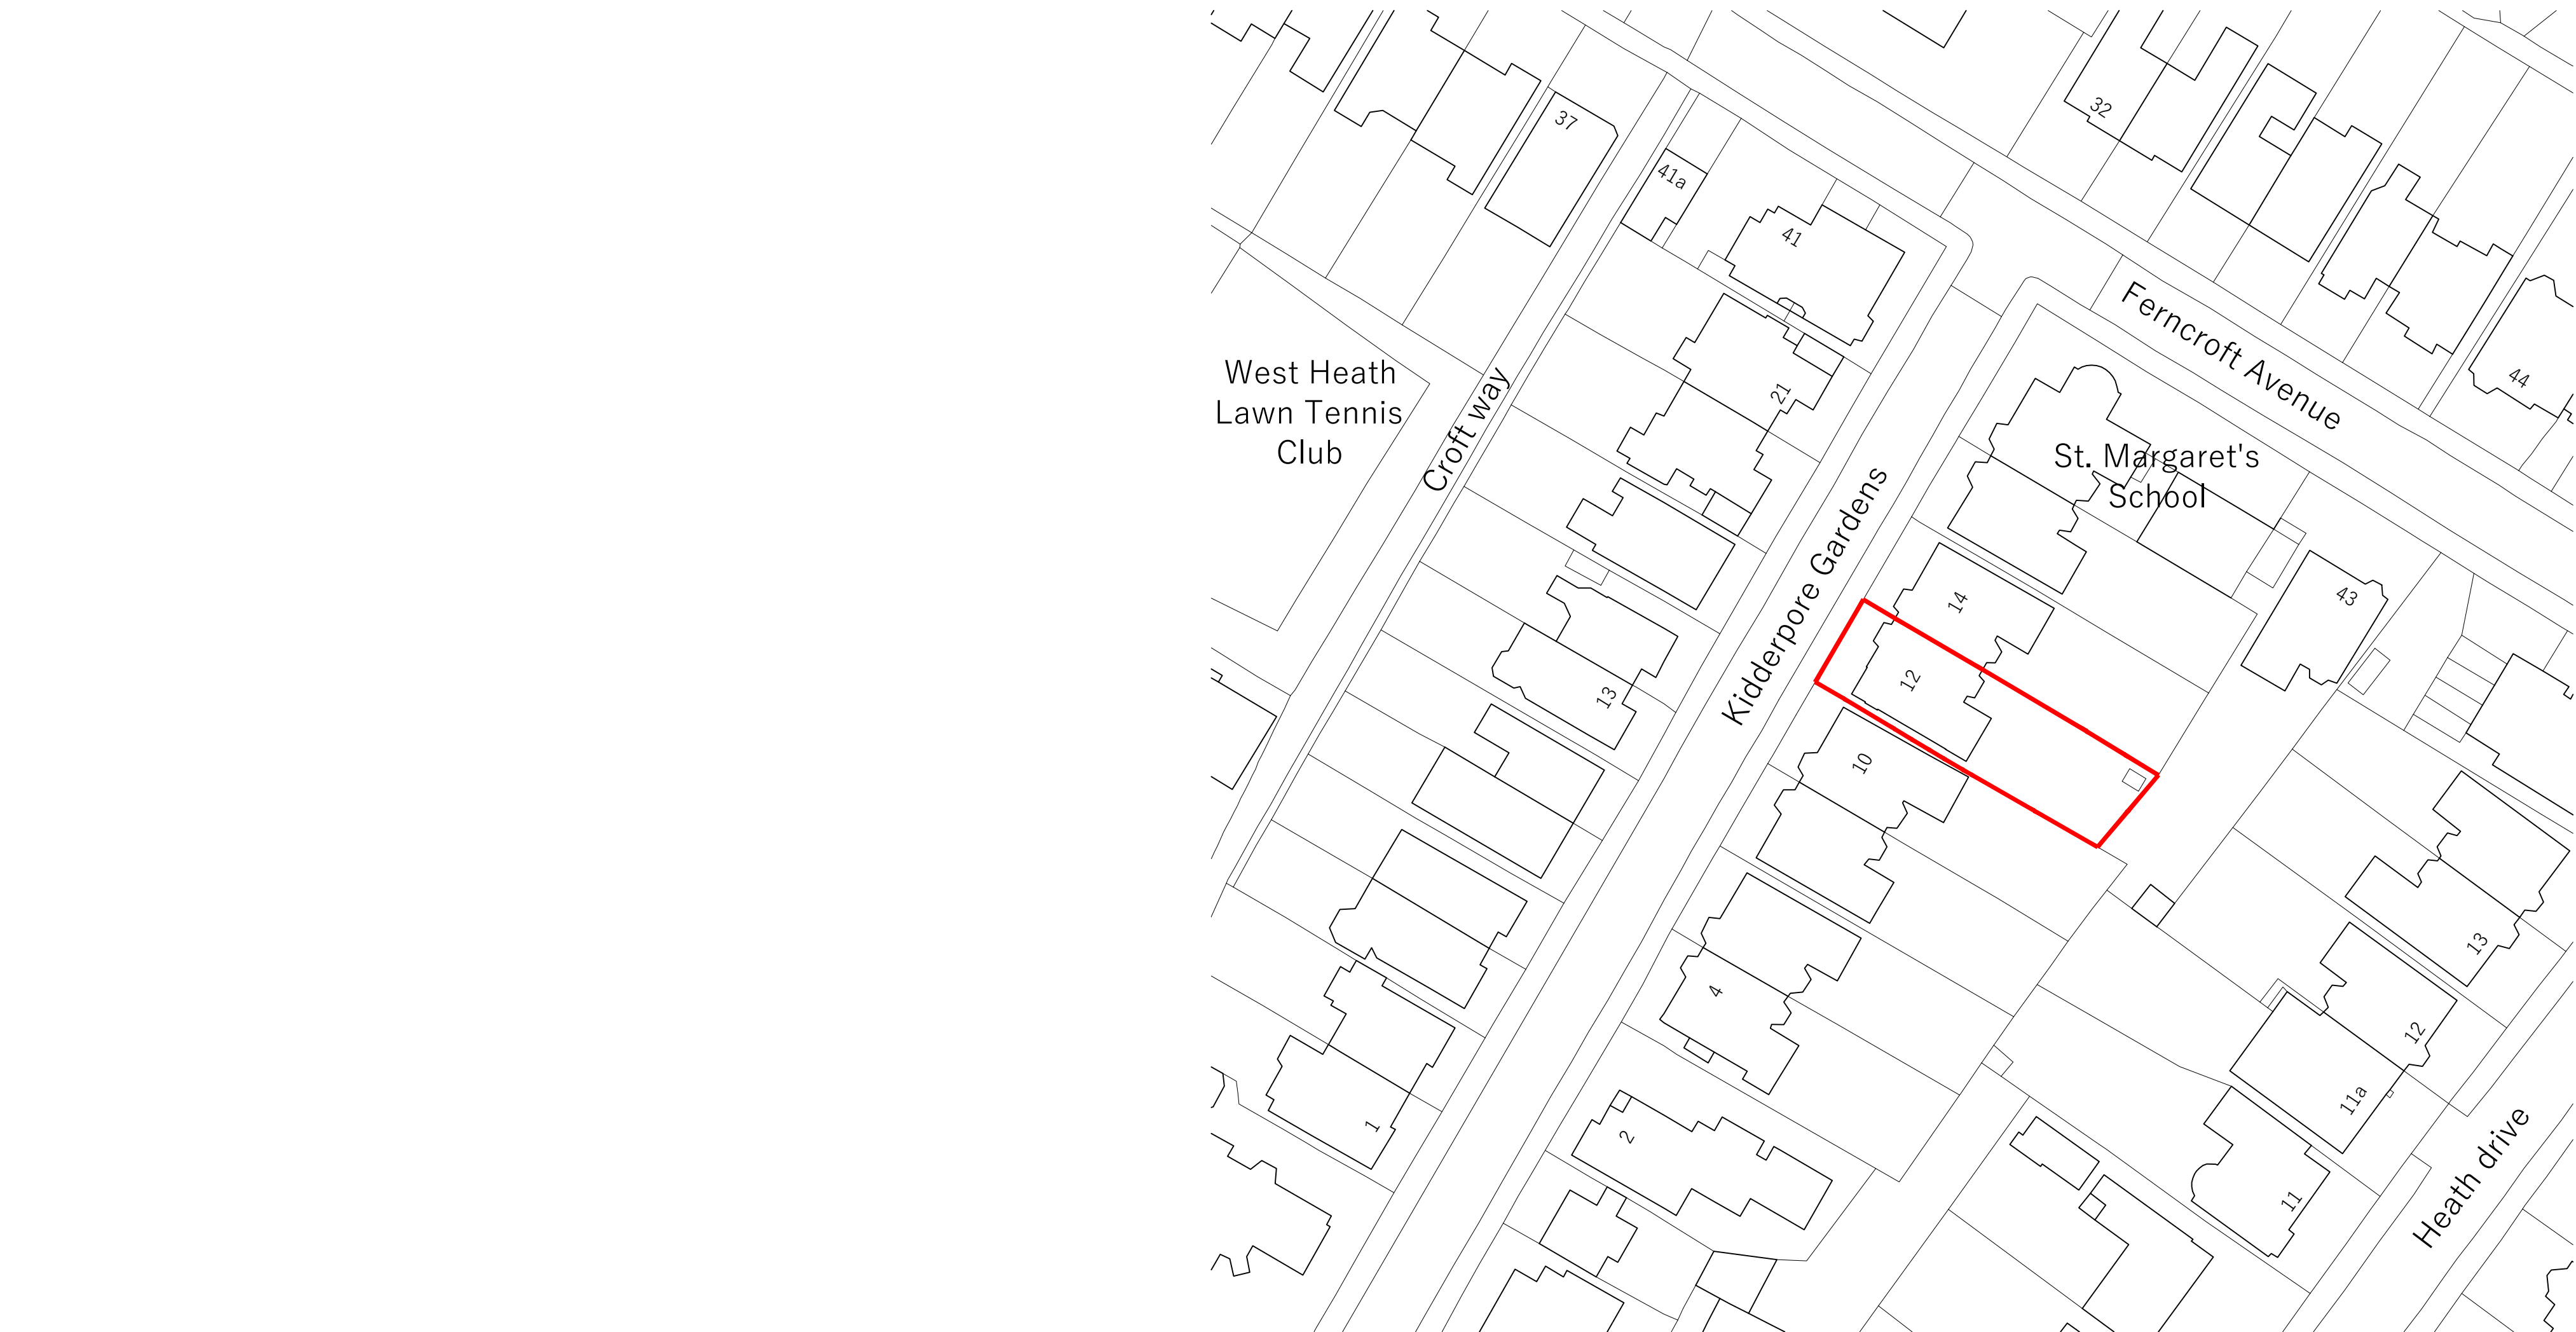 32
37
41a
41
Ferncroft Avenue
West Heath
Lawn Tennis
Club
Croft way
21
44
St. Margaret's
School
Kidderpore Gardens
14
43
12
13
10
13
4
12
11a
1
2
11
Heath drive